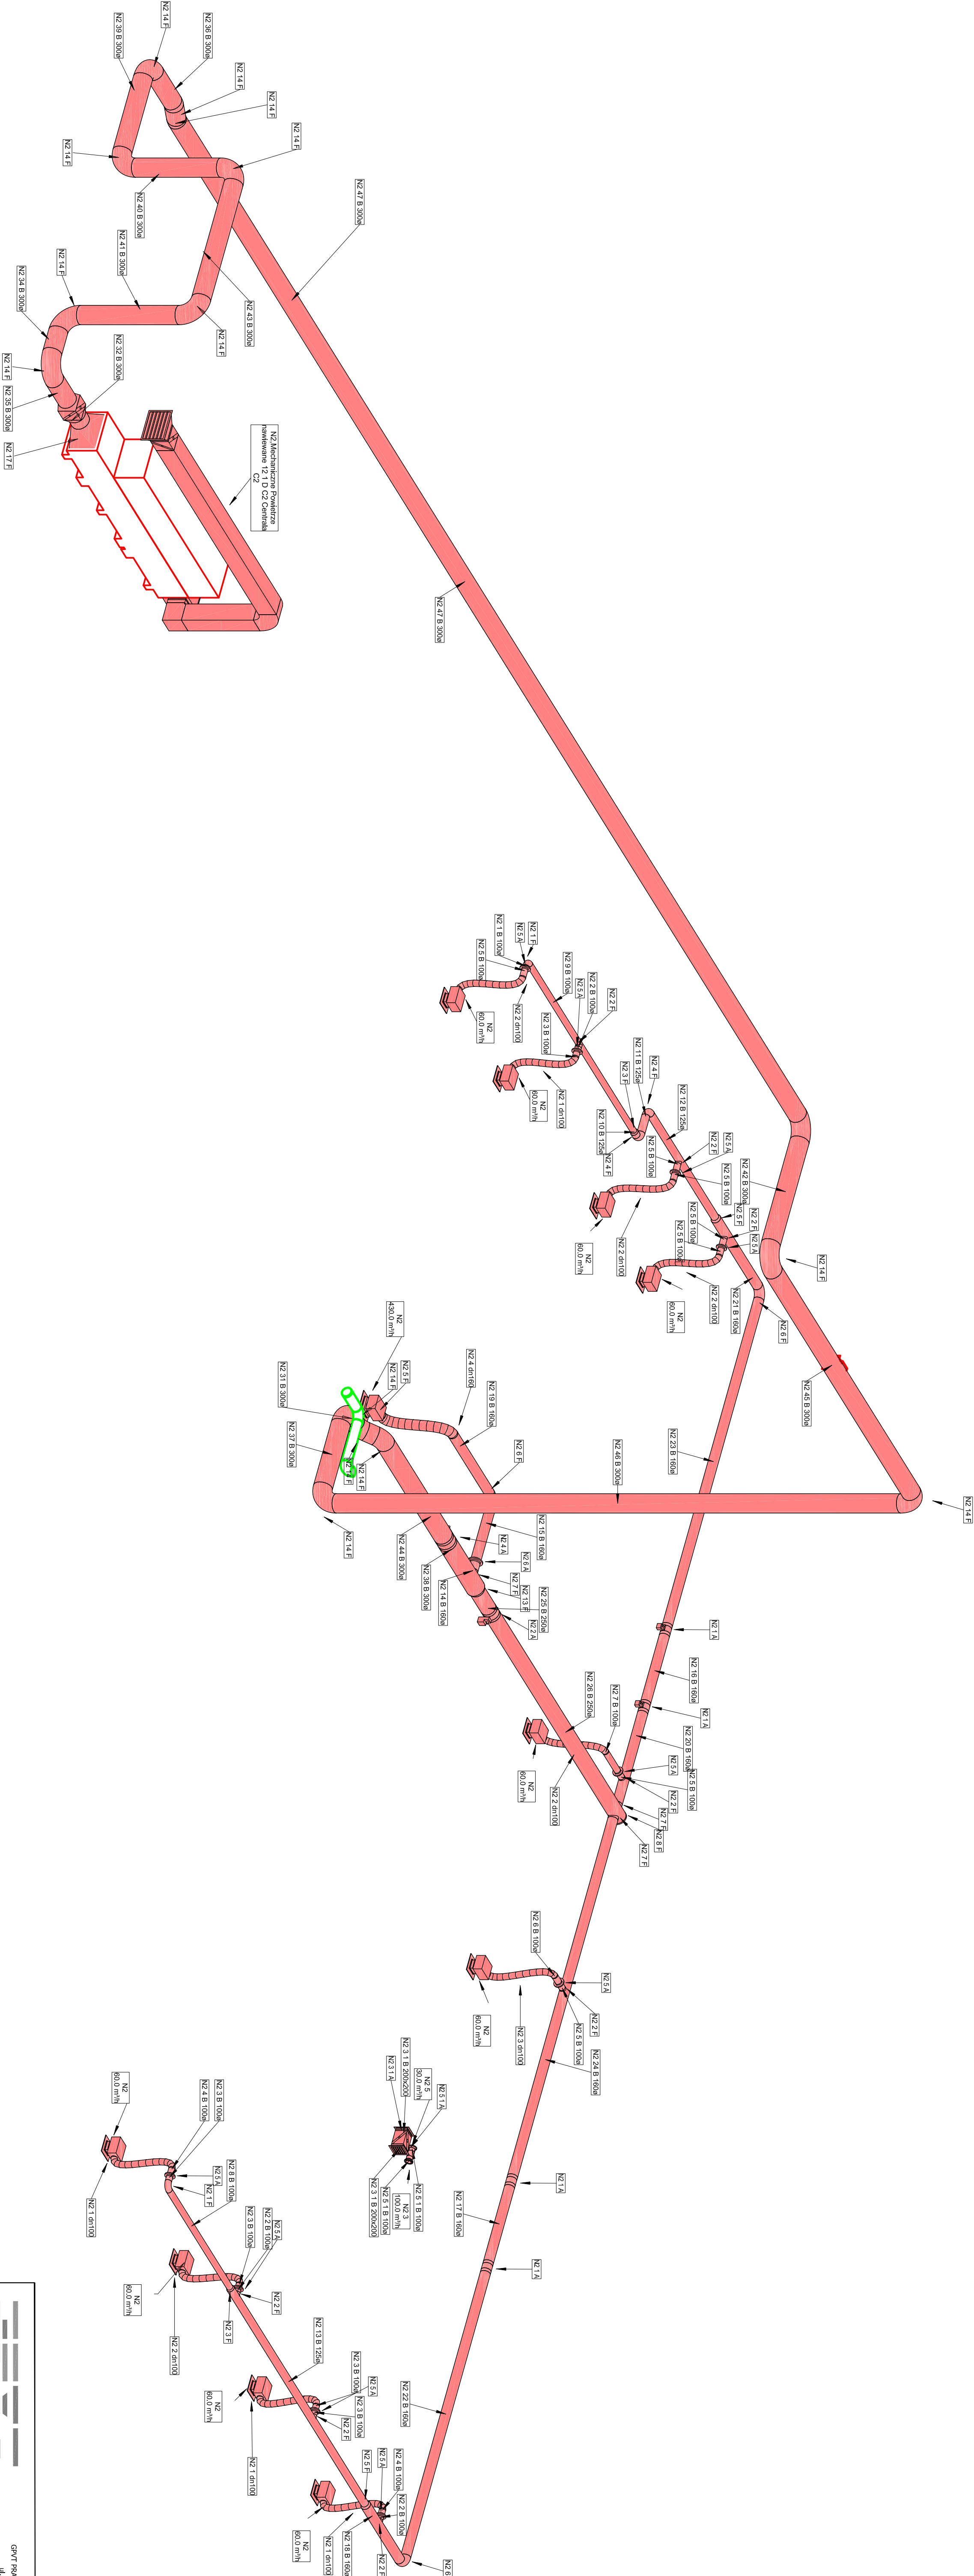 N2 14 F
N2 36 B 300ø
N2 39 B 300ø
N2 14 F
N2 14 F
N2 14 F
N2 14 F
N2 40 B 300ø
N2 47 B 300ø
N2 41 B 300ø
N2 14 F
N2 34 B 300ø
N2 43 B 300ø
N2 14 F
N2 32 B 300ø
N2 14 F
N2 35 B 300ø
N2 17 F
N2,Mechaniczne Powietrze
nawiewane 12 1 D C2 Centrala
C2
N2 47 B 300ø
N2 1 F
N2 5 A
N2 1 B 100ø
N2 5 B 100ø
N2 9 B 100ø
N2 2 dn100
N2
60.0 m³/h
N2 2 F
N2 2 B 100ø
N2 5 A
N2 3 B 100ø
N2 1 dn100
N2
60.0 m³/h
N2 4 F
N2 11 B 125ø
N2 3 F
N2 10 B 125ø
N2 4 F
N2 12 B 125ø
N2 5 A
N2 2 F
N2 5 B 100ø
N2 5 B 100ø
N2 42 B 300ø
N2 2 dn100
N2
60.0 m³/h
N2 2 F
N2 5 F
N2 5 A
N2 5 B 100ø
N2 5 B 100ø
N2 2 dn100
N2
60.0 m³/h
N2 21 B 160ø
N2 6 F
N2 14 F
N2 45 B 300ø
N2 14 F
N2 23 B 160ø
N2 46 B 300ø
N2
430.0 m³/h
N2 5 F
N2 14 F
N2 4 dn160
N2 19 B 160ø
N2 6 F
N2 31 B 300ø
N2 37 B 300ø
N2 14 F
N2 14 F
N2 44 B 300ø
N2 38 B 300ø
N2 15 B 160ø
N2 4 A
N2 6 A
N2 7 F
N2 13 F
N2 14 B 160ø
N2 25 B 250ø
N2 2 A
N2 1 A
N2 16 B 160ø
N2 1 A
N2 20 B 160ø
N2 26 B 250ø
N2 7 B 100ø
N2 5 A
N2 5 B 100ø
N2 2 F
N2 7 F
N2 8 F
N2 7 F
N2
60.0 m³/h
N2 2 dn100
N2 6 B 100ø
N2 5 A
N2 2 F
N2 5 B 100ø
N2 24 B 160ø
N2
60.0 m³/h
N2 3 dn100
N2 3 1 B 200x200
N2 3 1 A
N2 5
30.0 m³/h
N2 5 1 A
N2 5 1 B 100ø
N2 3
100.0 m³/h
N2 5 1 B 100ø
N2 3 1 B 200x200
N2 1 A
N2 17 B 160ø
N2 1 A
N2
60.0 m³/h
N2 3 B 100ø
N2 4 B 100ø
N2 5 A
N2 1 F
N2 8 B 100ø
N2 1 dn100
N2 5 A
N2 2 B 100ø
N2 3 B 100ø
N2 2 F
N2 3 F
N2
60.0 m³/h
N2 2 dn100
N2 13 B 125ø
N2 5 A
N2 3 B 100ø
N2 3 B 100ø
N2 2 F
N2
60.0 m³/h
N2 1 dn100
N2 22 B 160ø
N2 4 B 100ø
N2 2 B 100ø
N2 5 A
N2 5 F
N2 2 F
N2 18 B 160ø
N2 1 dn100
N2
60.0 m³/h
N2 6